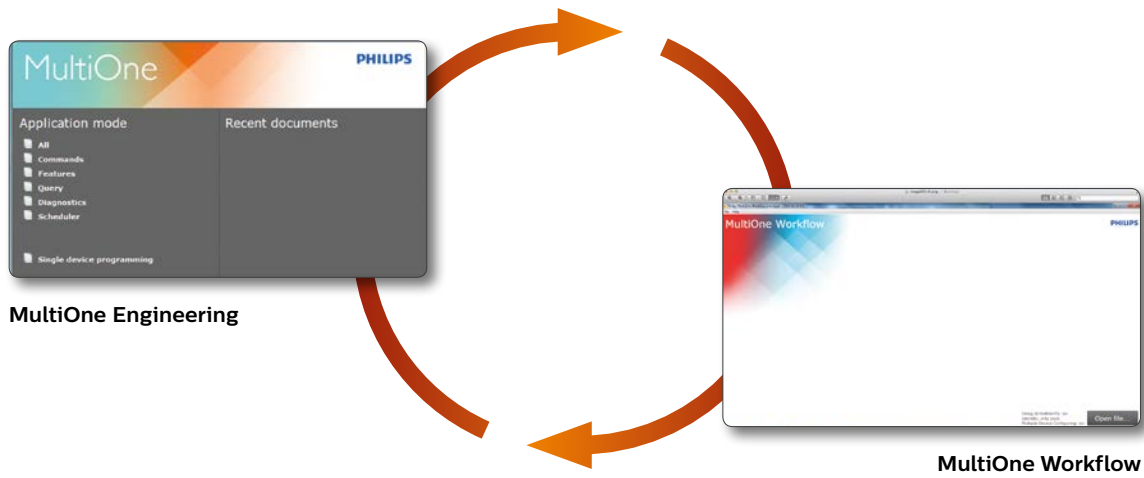 MultiOne
PHILIPS
Application mode
All
Commands
Features
Query
Diagnostics
Scheduler
Single device programming
Recent documents
MultiOne Engineering
MultiOne Workflow
PHILIPS
Open file...
MultiOne Workflow